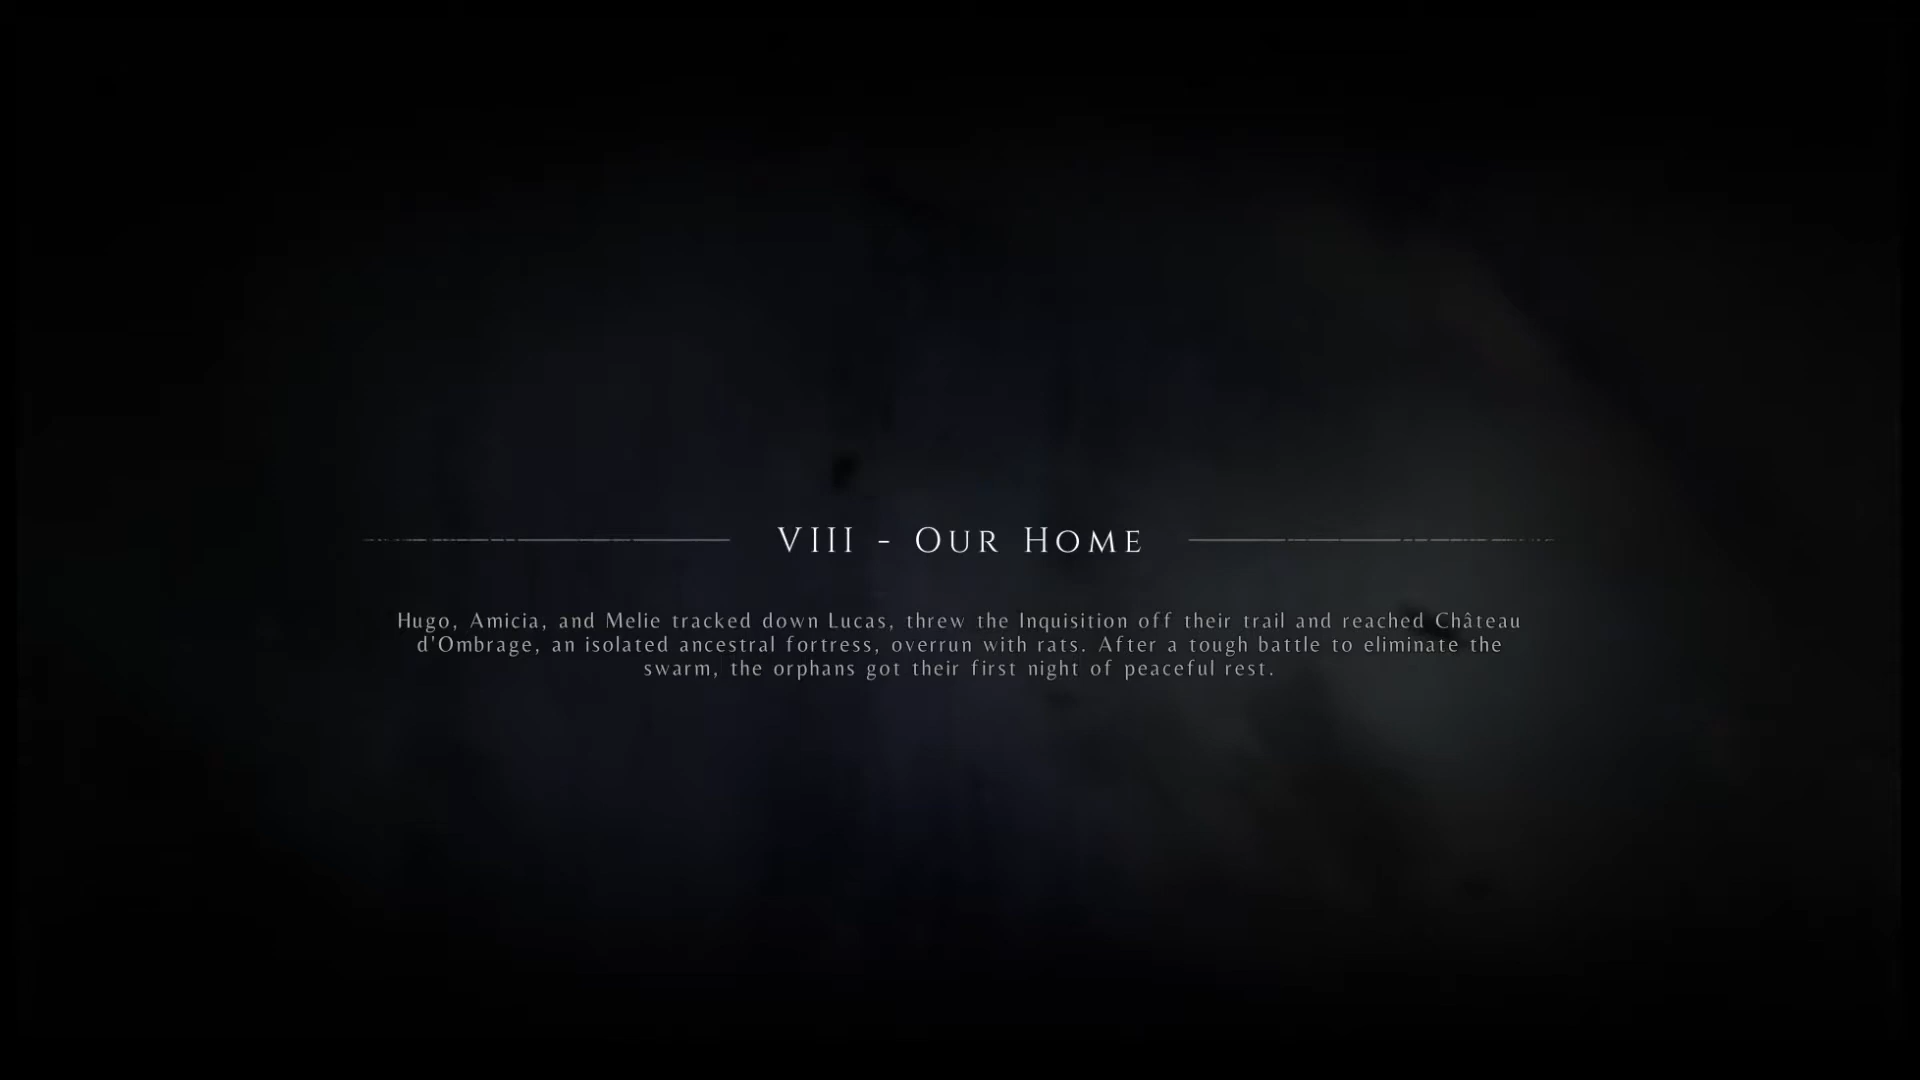 VIII - Our Home
Hugo, Amicia, and Melie tracked down Lucas, threw the Inquisition off their trail and reached Château
d'Ombrage, an isolated ancestral fortress, overrun with rats. After a tough battle to eliminate the
swarm, the orphans got their first night of peaceful rest.